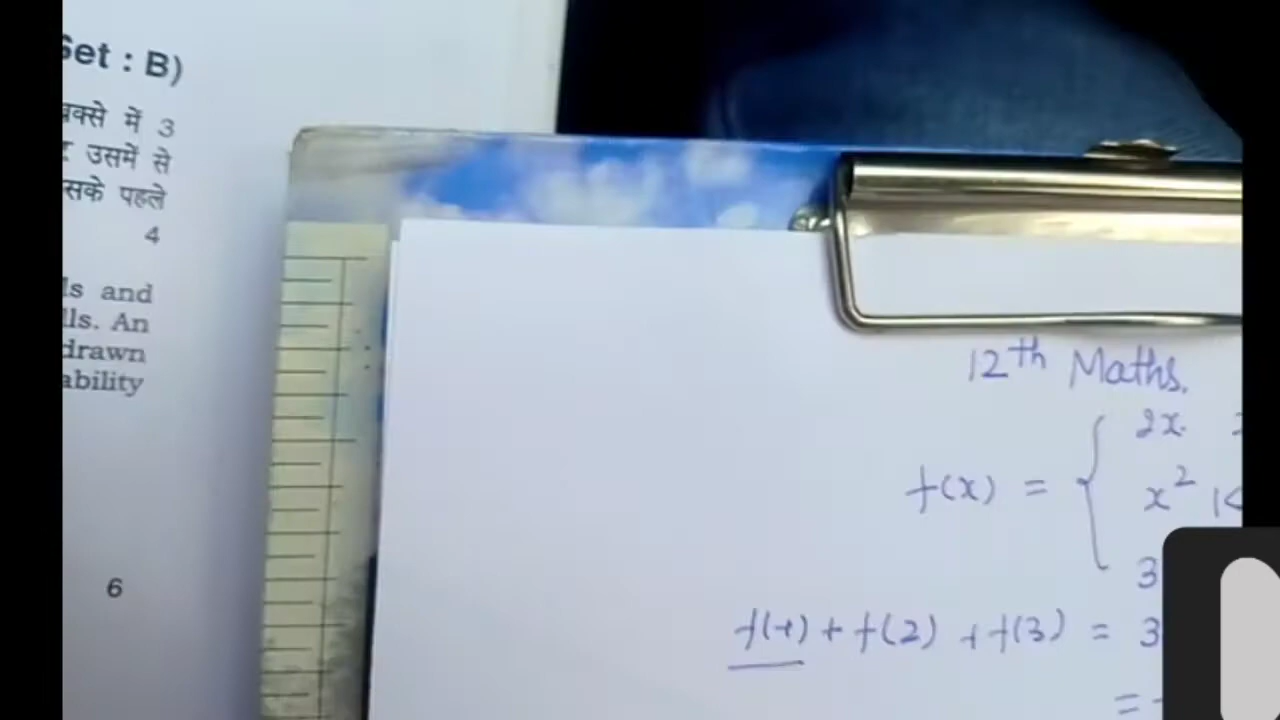 Set : B)
बक्से में 3
उसमें से
सके पहले
4
ls and
lls. An
drawn
ability
6
12th Maths.
f(x) = { 2x
x² 1<
3
f(-1) + f(2) + f(3) = 3
= -